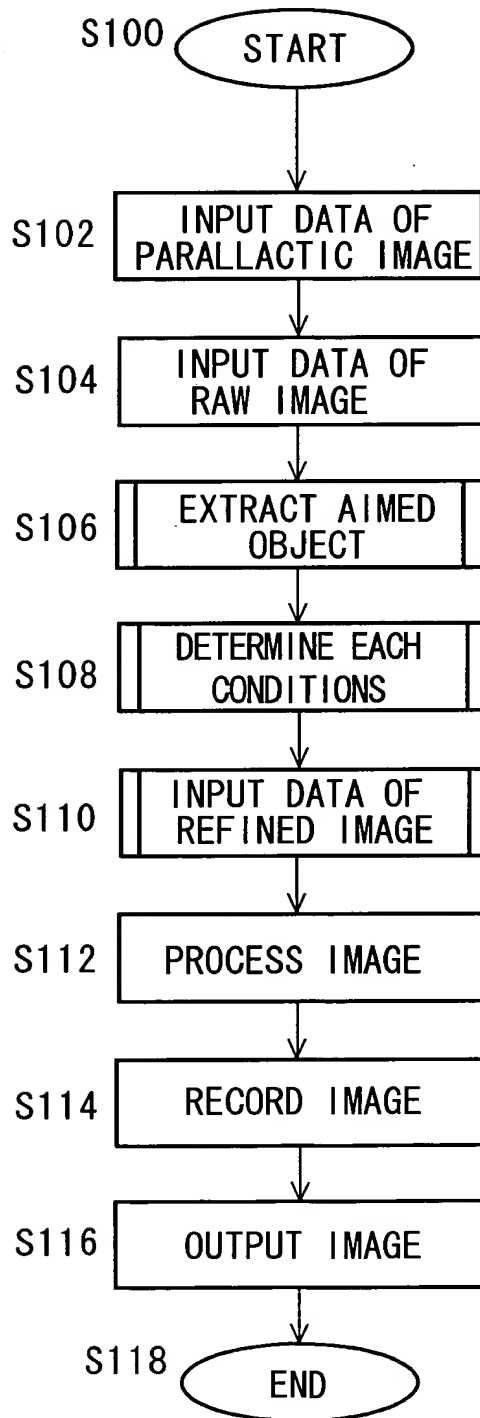 S100 START
S102 INPUT DATA OF
PARALLACTIC IMAGE
S104 INPUT DATA OF
RAW IMAGE
S106 EXTRACT AIMED
OBJECT
S108 DETERMINE EACH
CONDITIONS
S110 INPUT DATA OF
REFINED IMAGE
S112 PROCESS IMAGE
S114 RECORD IMAGE
S116 OUTPUT IMAGE
S118 END